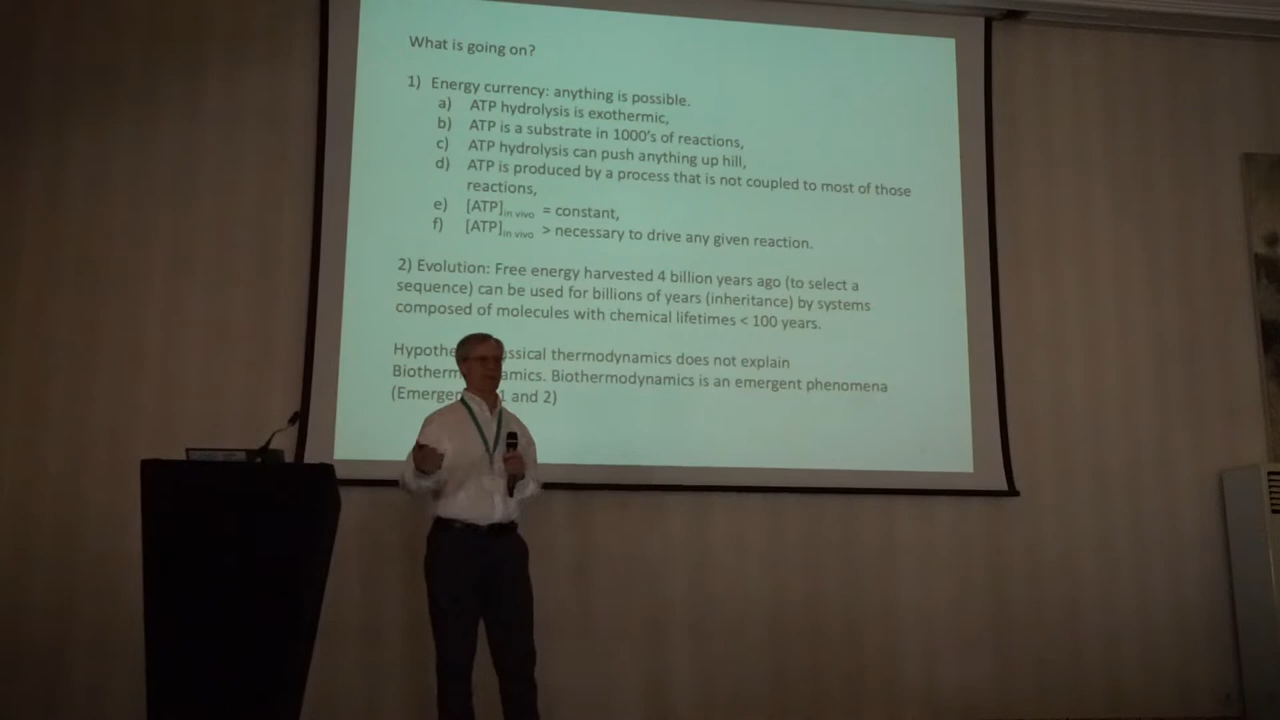 What is going on?
1) Energy currency: anything is possible.
a) ATP hydrolysis is exothermic,
b) ATP is a substrate in 1000's of reactions,
c) ATP hydrolysis can push anything up hill,
d) ATP is produced by a process that is not coupled to most of those
reactions,
e) [ATP]in vivo = constant,
f) [ATP]in vivo > necessary to drive any given reaction.
2) Evolution: Free energy harvested 4 billion years ago (to select a
sequence) can be used for billions of years (inheritance) by systems
composed of molecules with chemical lifetimes < 100 years.
Hypothe ssical thermodynamics does not explain
Biotherm amics. Biothermodynamics is an emergent phenomena
(Emergen 1 and 2)